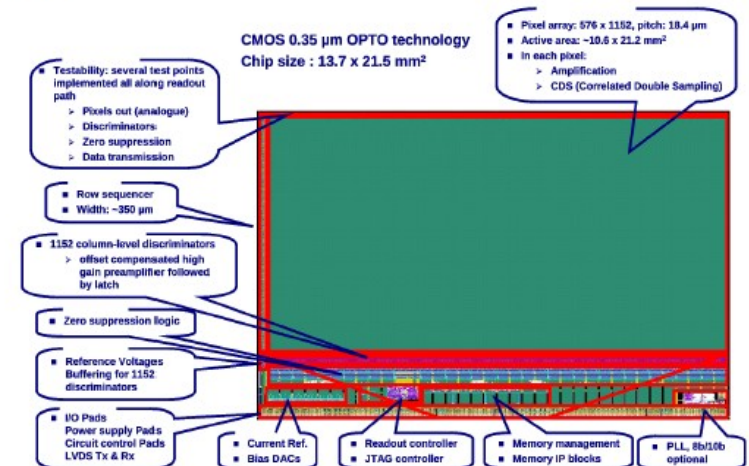 CMOS 0.35 µm OPTO technology
Chip size : 13.7 x 21.5 mm²
Pixel array: 576 x 1152, pitch: 18.4 µm
Active area: ~10.6 x 21.2 mm²
In each pixel:
Amplification
CDS (Correlated Double Sampling)
Testability: several test points
implemented all along readout
path
Pixels out (analogue)
Discriminators
Zero suppression
Data transmission
Row sequencer
Width: ~350 µm
1152 column-level discriminators
offset compensated high
gain preamplifier followed
by latch
Zero suppression logic
Reference Voltages
Buffering for 1152
discriminators
I/O Pads
Power supply Pads
Circuit control Pads
LVDS Tx & Rx
Current Ref.
Bias DACs
Readout controller
JTAG controller
Memory management
Memory IP blocks
PLL, 8b/10b
optional